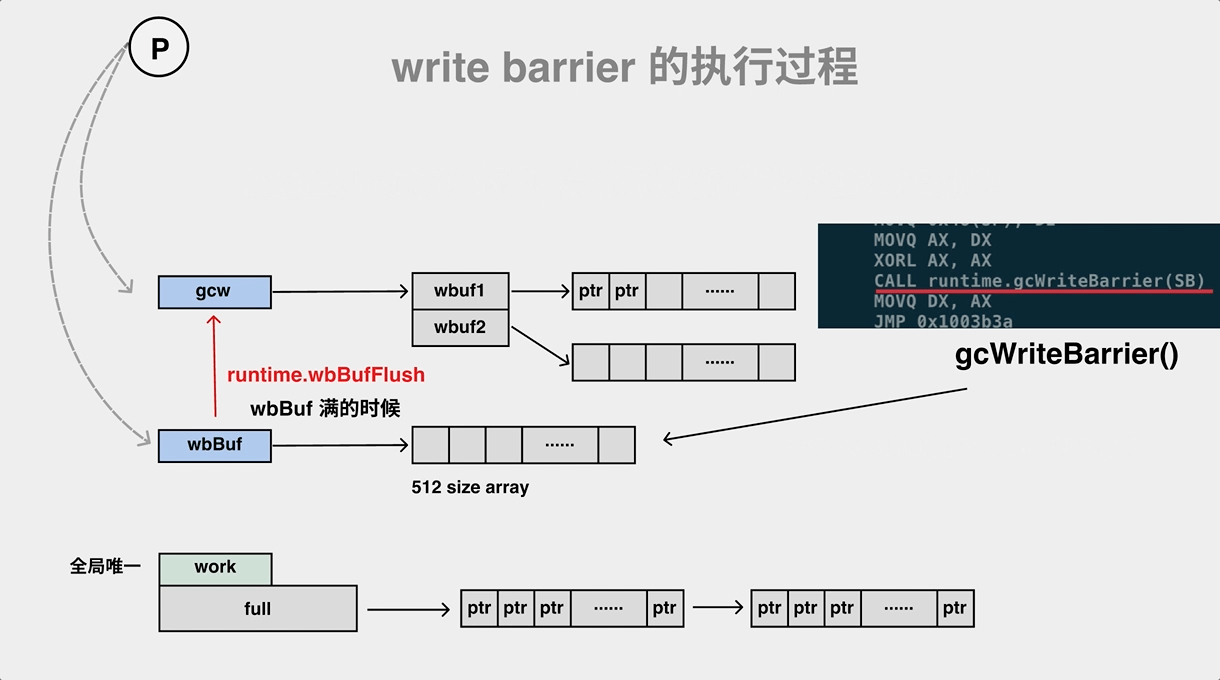 P
write barrier 的执行过程
MOVQ AX, DX
XORL AX, AX
CALL runtime.gcWriteBarrier(SB)
MOVQ DX, AX
JMP 0x1003b3a
gcWriteBarrier()
gcw
wbuf1
ptr ptr ······
wbuf2
······
runtime.wbBufFlush
wbBuf 满的时候
wbBuf
······
512 size array
全局唯一
work
full
ptr ptr ptr ······ ptr
ptr ptr ptr ······ ptr